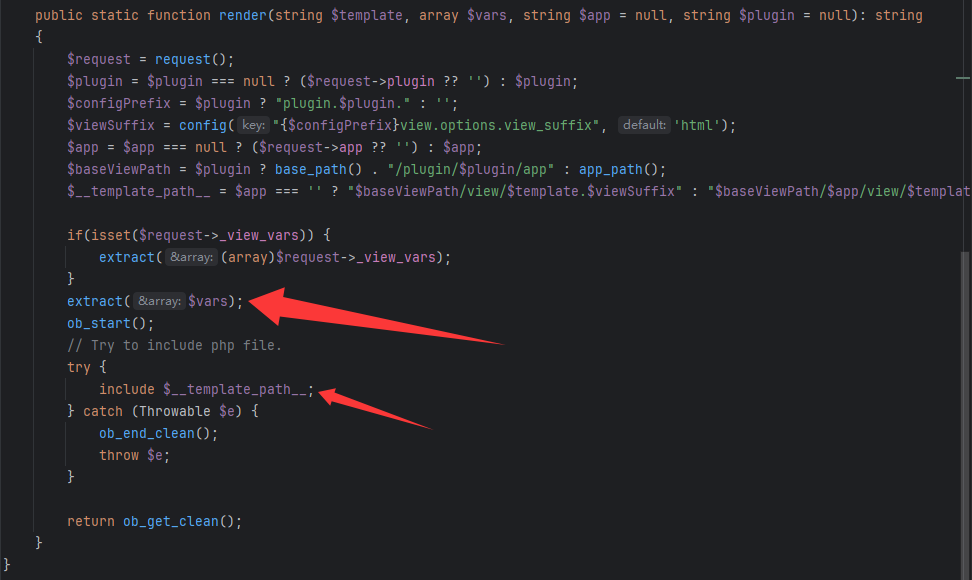 public static function render(string $template, array $vars, string $app = null, string $plugin = null): string
{
$request = request();
$plugin = $plugin === null ? ($request->plugin ?? '') : $plugin;
$configPrefix = $plugin ? "plugin.$plugin." : '';
$viewSuffix = config( key: "{$configPrefix}view.options.view_suffix", default: 'html');
$app = $app === null ? ($request->app ?? '') : $app;
$baseViewPath = $plugin ? base_path() . "/plugin/$plugin/app" : app_path();
$__template_path__ = $app === '' ? "$baseViewPath/view/$template.$viewSuffix" : "$baseViewPath/$app/view/$templat
if(isset($request->_view_vars)) {
extract( &array: (array)$request->_view_vars);
}
extract( &array: $vars);
ob_start();
// Try to include php file.
try {
include $__template_path__;
} catch (Throwable $e) {
ob_end_clean();
throw $e;
}
return ob_get_clean();
}
}